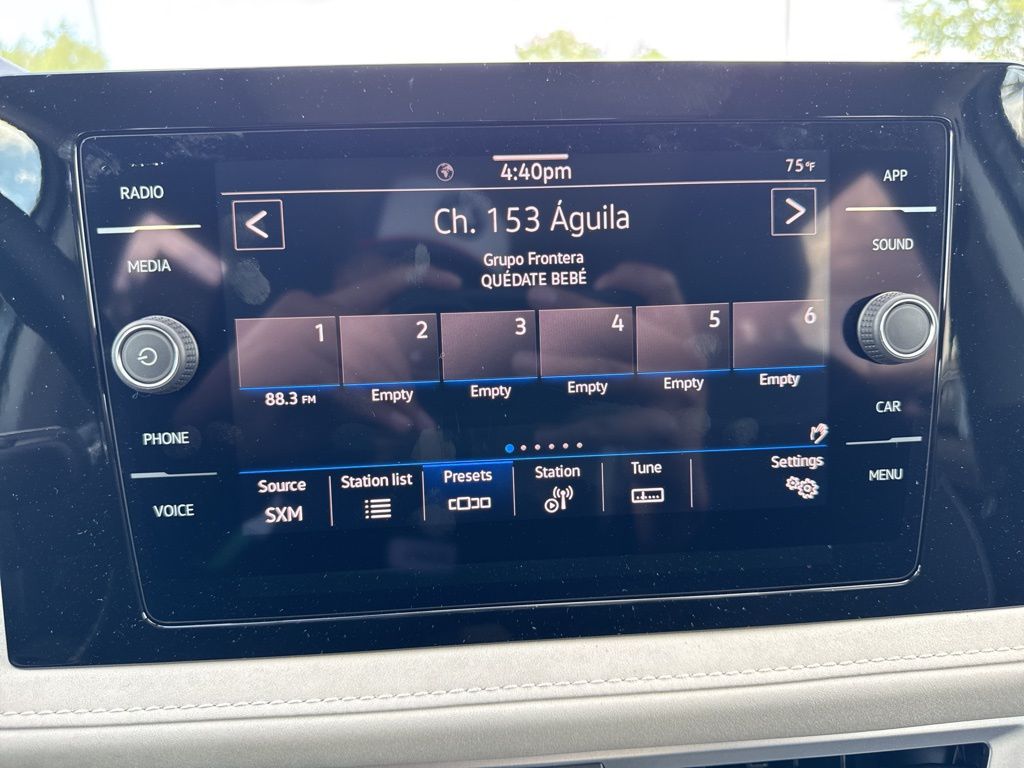 RADIO
MEDIA
PHONE
VOICE
4:40pm
75°F
<
Ch. 153 Águila
>
Grupo Frontera
QUÉDATE BEBÉ
1
2
3
4
5
6
88.3 FM
Empty
Empty
Empty
Empty
Empty
Source
SXM
Station list
Presets
Station
Tune
Settings
APP
SOUND
CAR
MENU